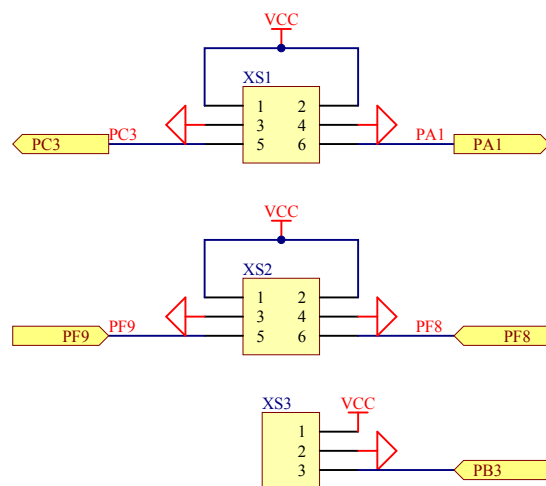 VCC
XS1
1 2
3 4
5 6
PC3 PC3 PA1 PA1
VCC
XS2
1 2
3 4
5 6
PF9 PF9 PF8 PF8
XS3 VCC
1
2
3
PB3